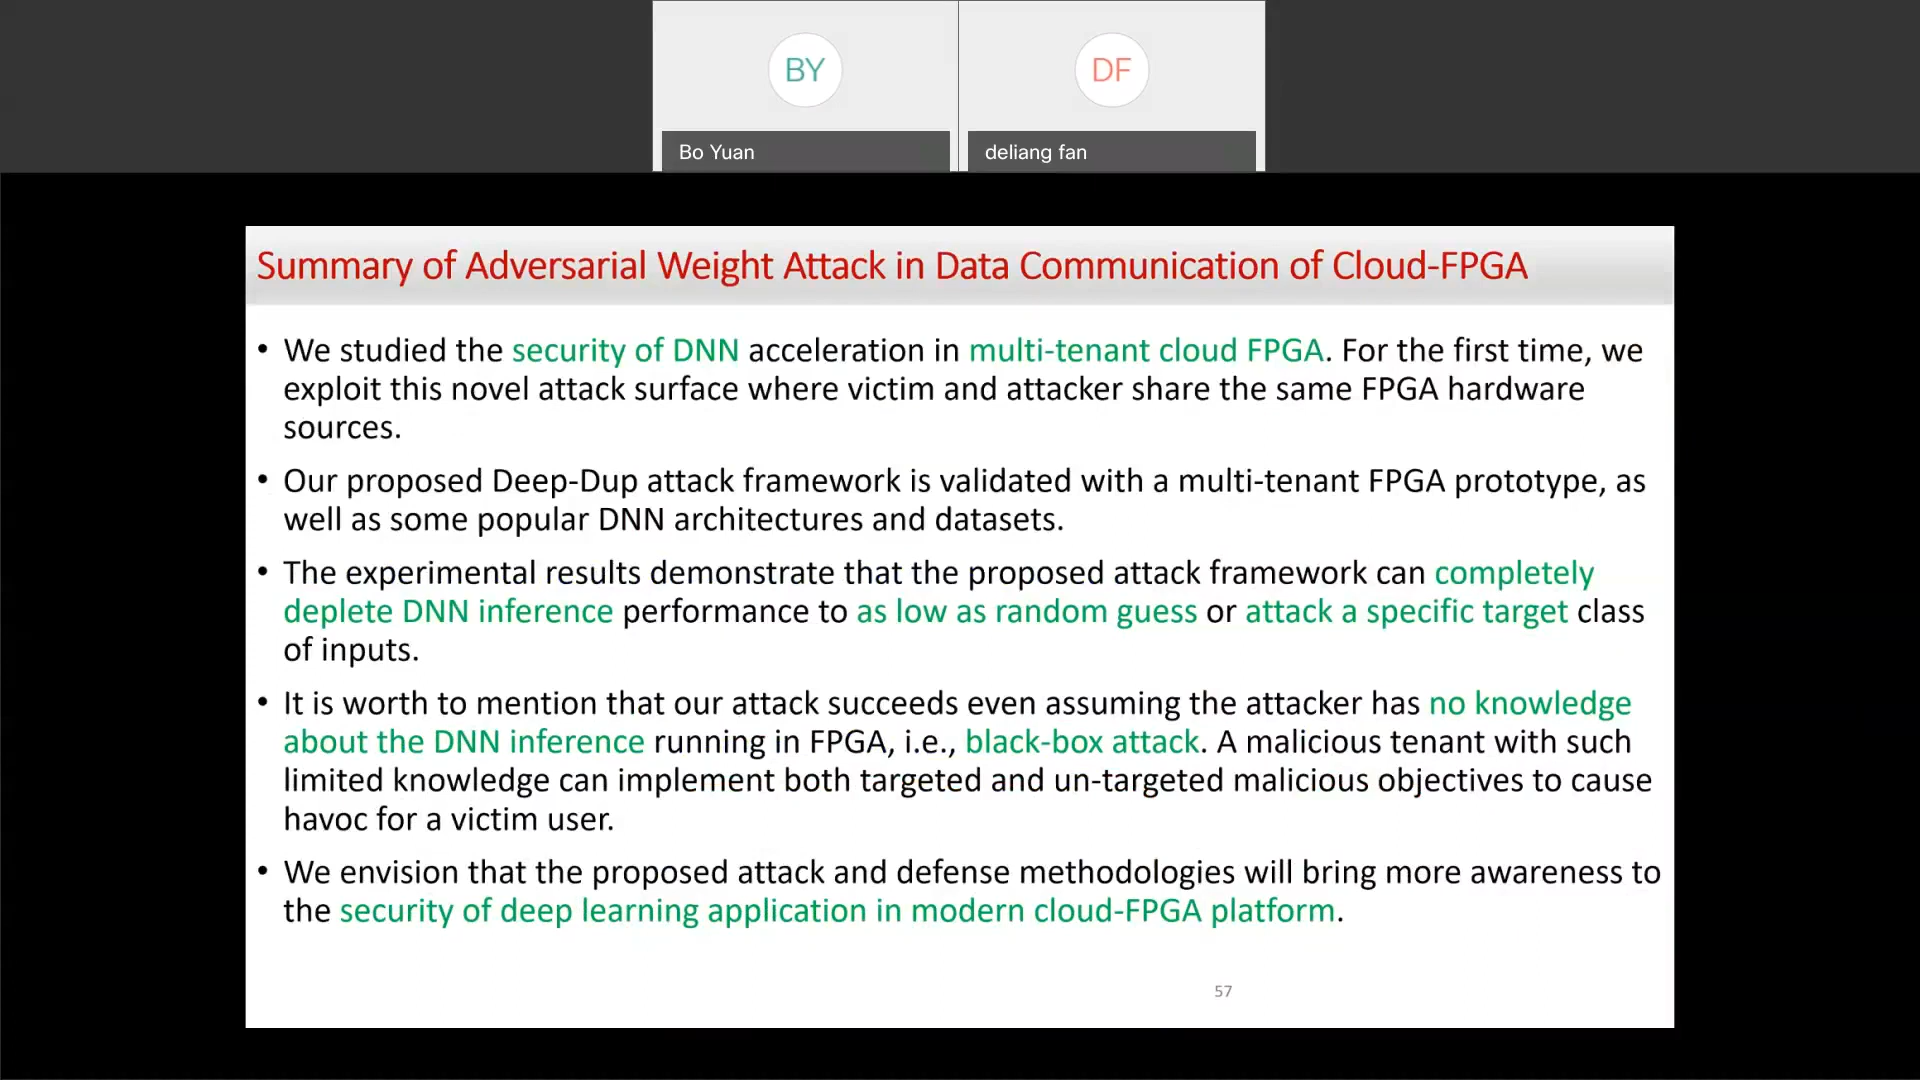 BY
DF
Bo Yuan
deliang fan
Summary of Adversarial Weight Attack in Data Communication of Cloud-FPGA
• We studied the security of DNN acceleration in multi-tenant cloud FPGA. For the first time, we
exploit this novel attack surface where victim and attacker share the same FPGA hardware
sources.
• Our proposed Deep-Dup attack framework is validated with a multi-tenant FPGA prototype, as
well as some popular DNN architectures and datasets.
• The experimental results demonstrate that the proposed attack framework can completely
deplete DNN inference performance to as low as random guess or attack a specific target class
of inputs.
• It is worth to mention that our attack succeeds even assuming the attacker has no knowledge
about the DNN inference running in FPGA, i.e., black-box attack. A malicious tenant with such
limited knowledge can implement both targeted and un-targeted malicious objectives to cause
havoc for a victim user.
• We envision that the proposed attack and defense methodologies will bring more awareness to
the security of deep learning application in modern cloud-FPGA platform.
57